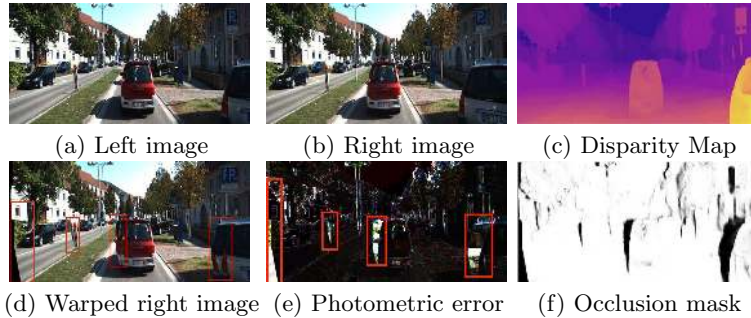 (a) Left image
(b) Right image
(c) Disparity Map
(d) Warped right image
(e) Photometric error
(f) Occlusion mask